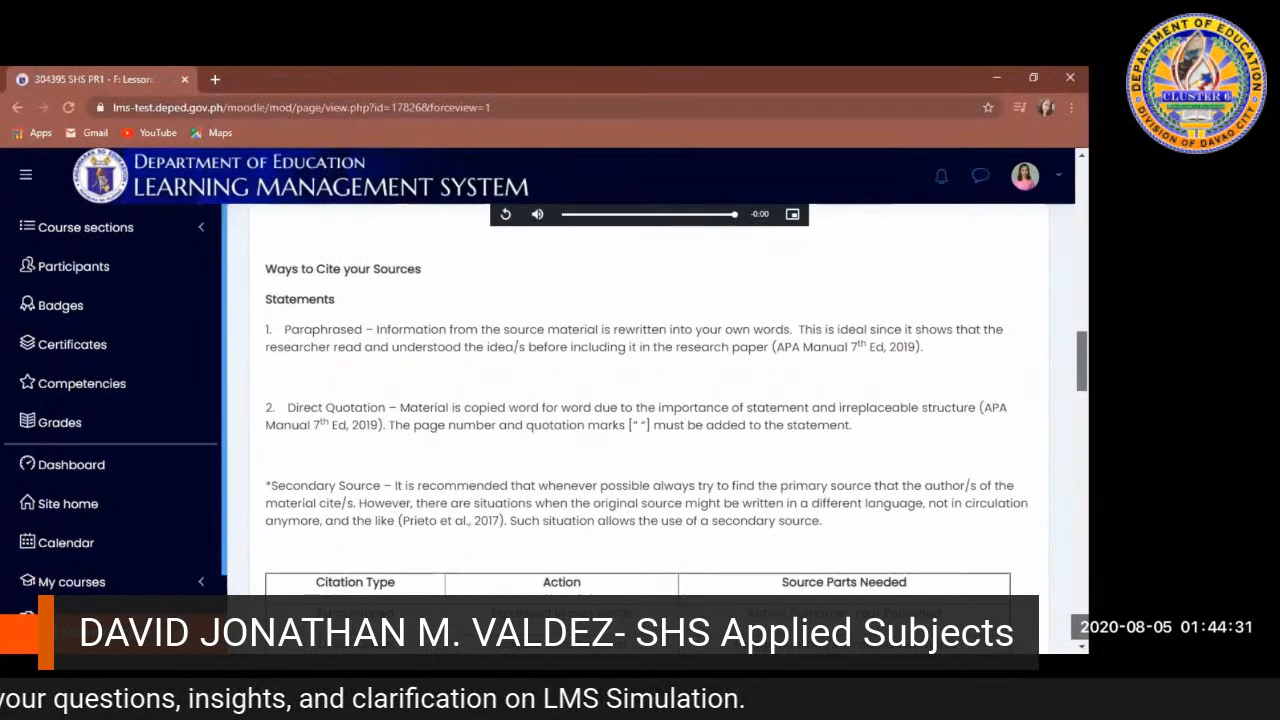 DEPARTMENT OF EDUCATION
CLUSTER 6
DIVISION OF DAVAO CITY
304395 SHS PR1 - F: Lesson:
lms-test.deped.gov.ph/moodle/mod/page/view.php?id=17826&forceview=1
Apps
Gmail
YouTube
Maps
DEPARTMENT OF EDUCATION
LEARNING MANAGEMENT SYSTEM
-0:00
Course sections
Participants
Badges
Certificates
Competencies
Grades
Dashboard
Site home
Calendar
My courses
Ways to Cite your Sources
Statements
1. Paraphrased – Information from the source material is rewritten into your own words. This is ideal since it shows that the
researcher read and understood the idea/s before including it in the research paper (APA Manual 7th Ed, 2019).
2. Direct Quotation – Material is copied word for word due to the importance of statement and irreplaceable structure (APA
Manual 7th Ed, 2019). The page number and quotation marks [“ “] must be added to the statement.
*Secondary Source – It is recommended that whenever possible always try to find the primary source that the author/s of the
material cite/s. However, there are situations when the original source might be written in a different language, not in circulation
anymore, and the like (Prieto et al., 2017). Such situation allows the use of a secondary source.
Citation Type Action Source Parts Needed
DAVID JONATHAN M. VALDEZ- SHS Applied Subjects
2020-08-05 01:44:31
your questions, insights, and clarification on LMS Simulation.